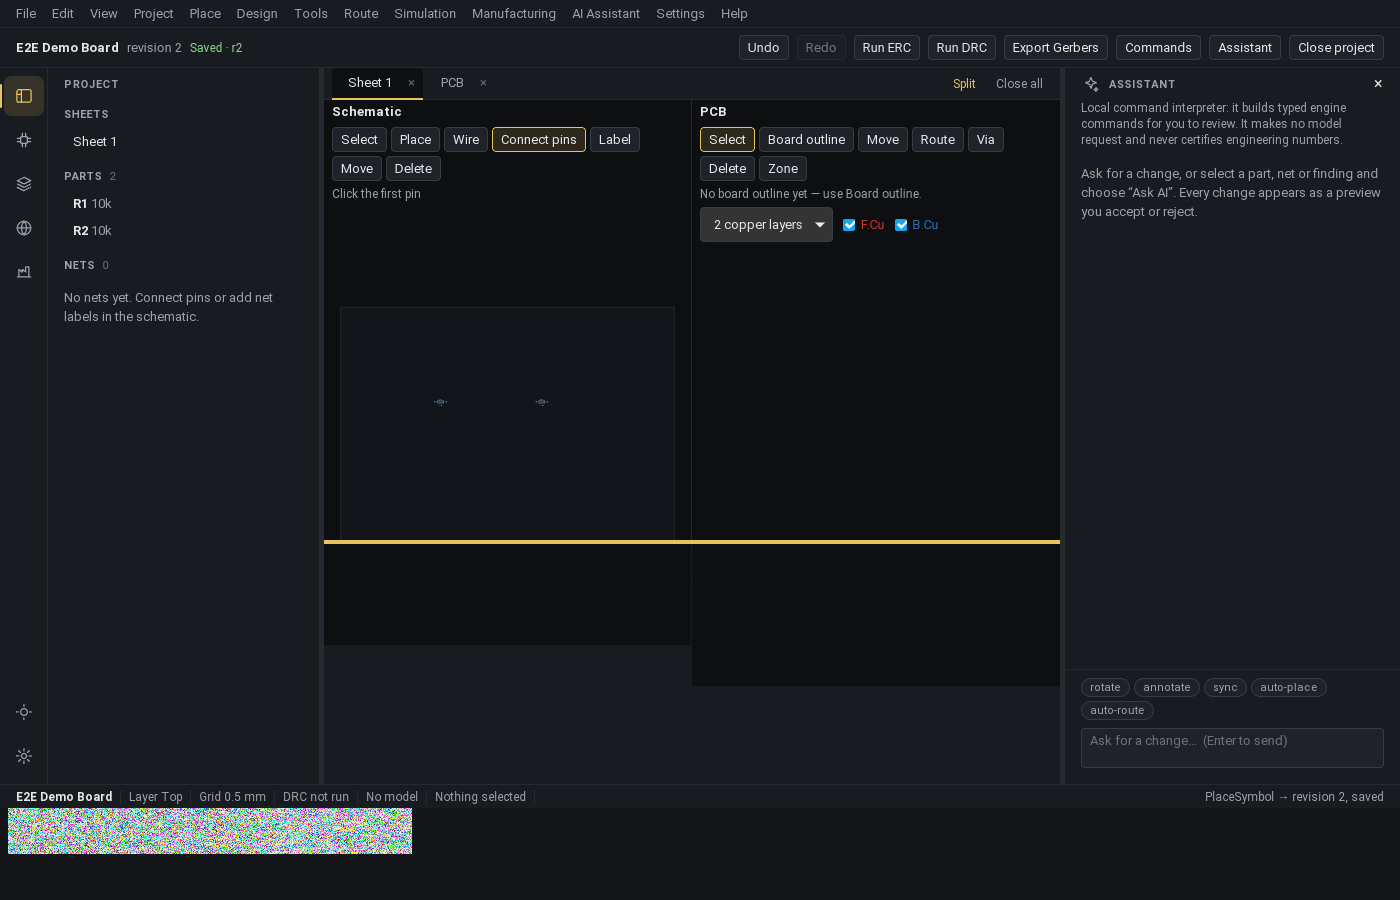 File Edit View Project Place Design Tools Route Simulation Manufacturing AI Assistant Settings Help
E2E Demo Board revision 2 Saved · r2 Undo Redo Run ERC Run DRC Export Gerbers Commands Assistant Close project
PROJECT
SHEETS
Sheet 1
PARTS 2
R1 10k
R2 10k
NETS 0
No nets yet. Connect pins or add net
labels in the schematic.
Sheet 1 × PCB × Split Close all
Schematic
Select Place Wire Connect pins Label
Move Delete
Click the first pin
PCB
Select Board outline Move Route Via
Delete Zone
No board outline yet — use Board outline.
2 copper layers F.Cu B.Cu
ASSISTANT ×
Local command interpreter: it builds typed engine
commands for you to review. It makes no model
request and never certifies engineering numbers.
Ask for a change, or select a part, net or finding and
choose “Ask AI”. Every change appears as a preview
you accept or reject.
rotate annotate sync auto-place
auto-route
Ask for a change… (Enter to send)
E2E Demo Board Layer Top Grid 0.5 mm DRC not run No model Nothing selected PlaceSymbol → revision 2, saved